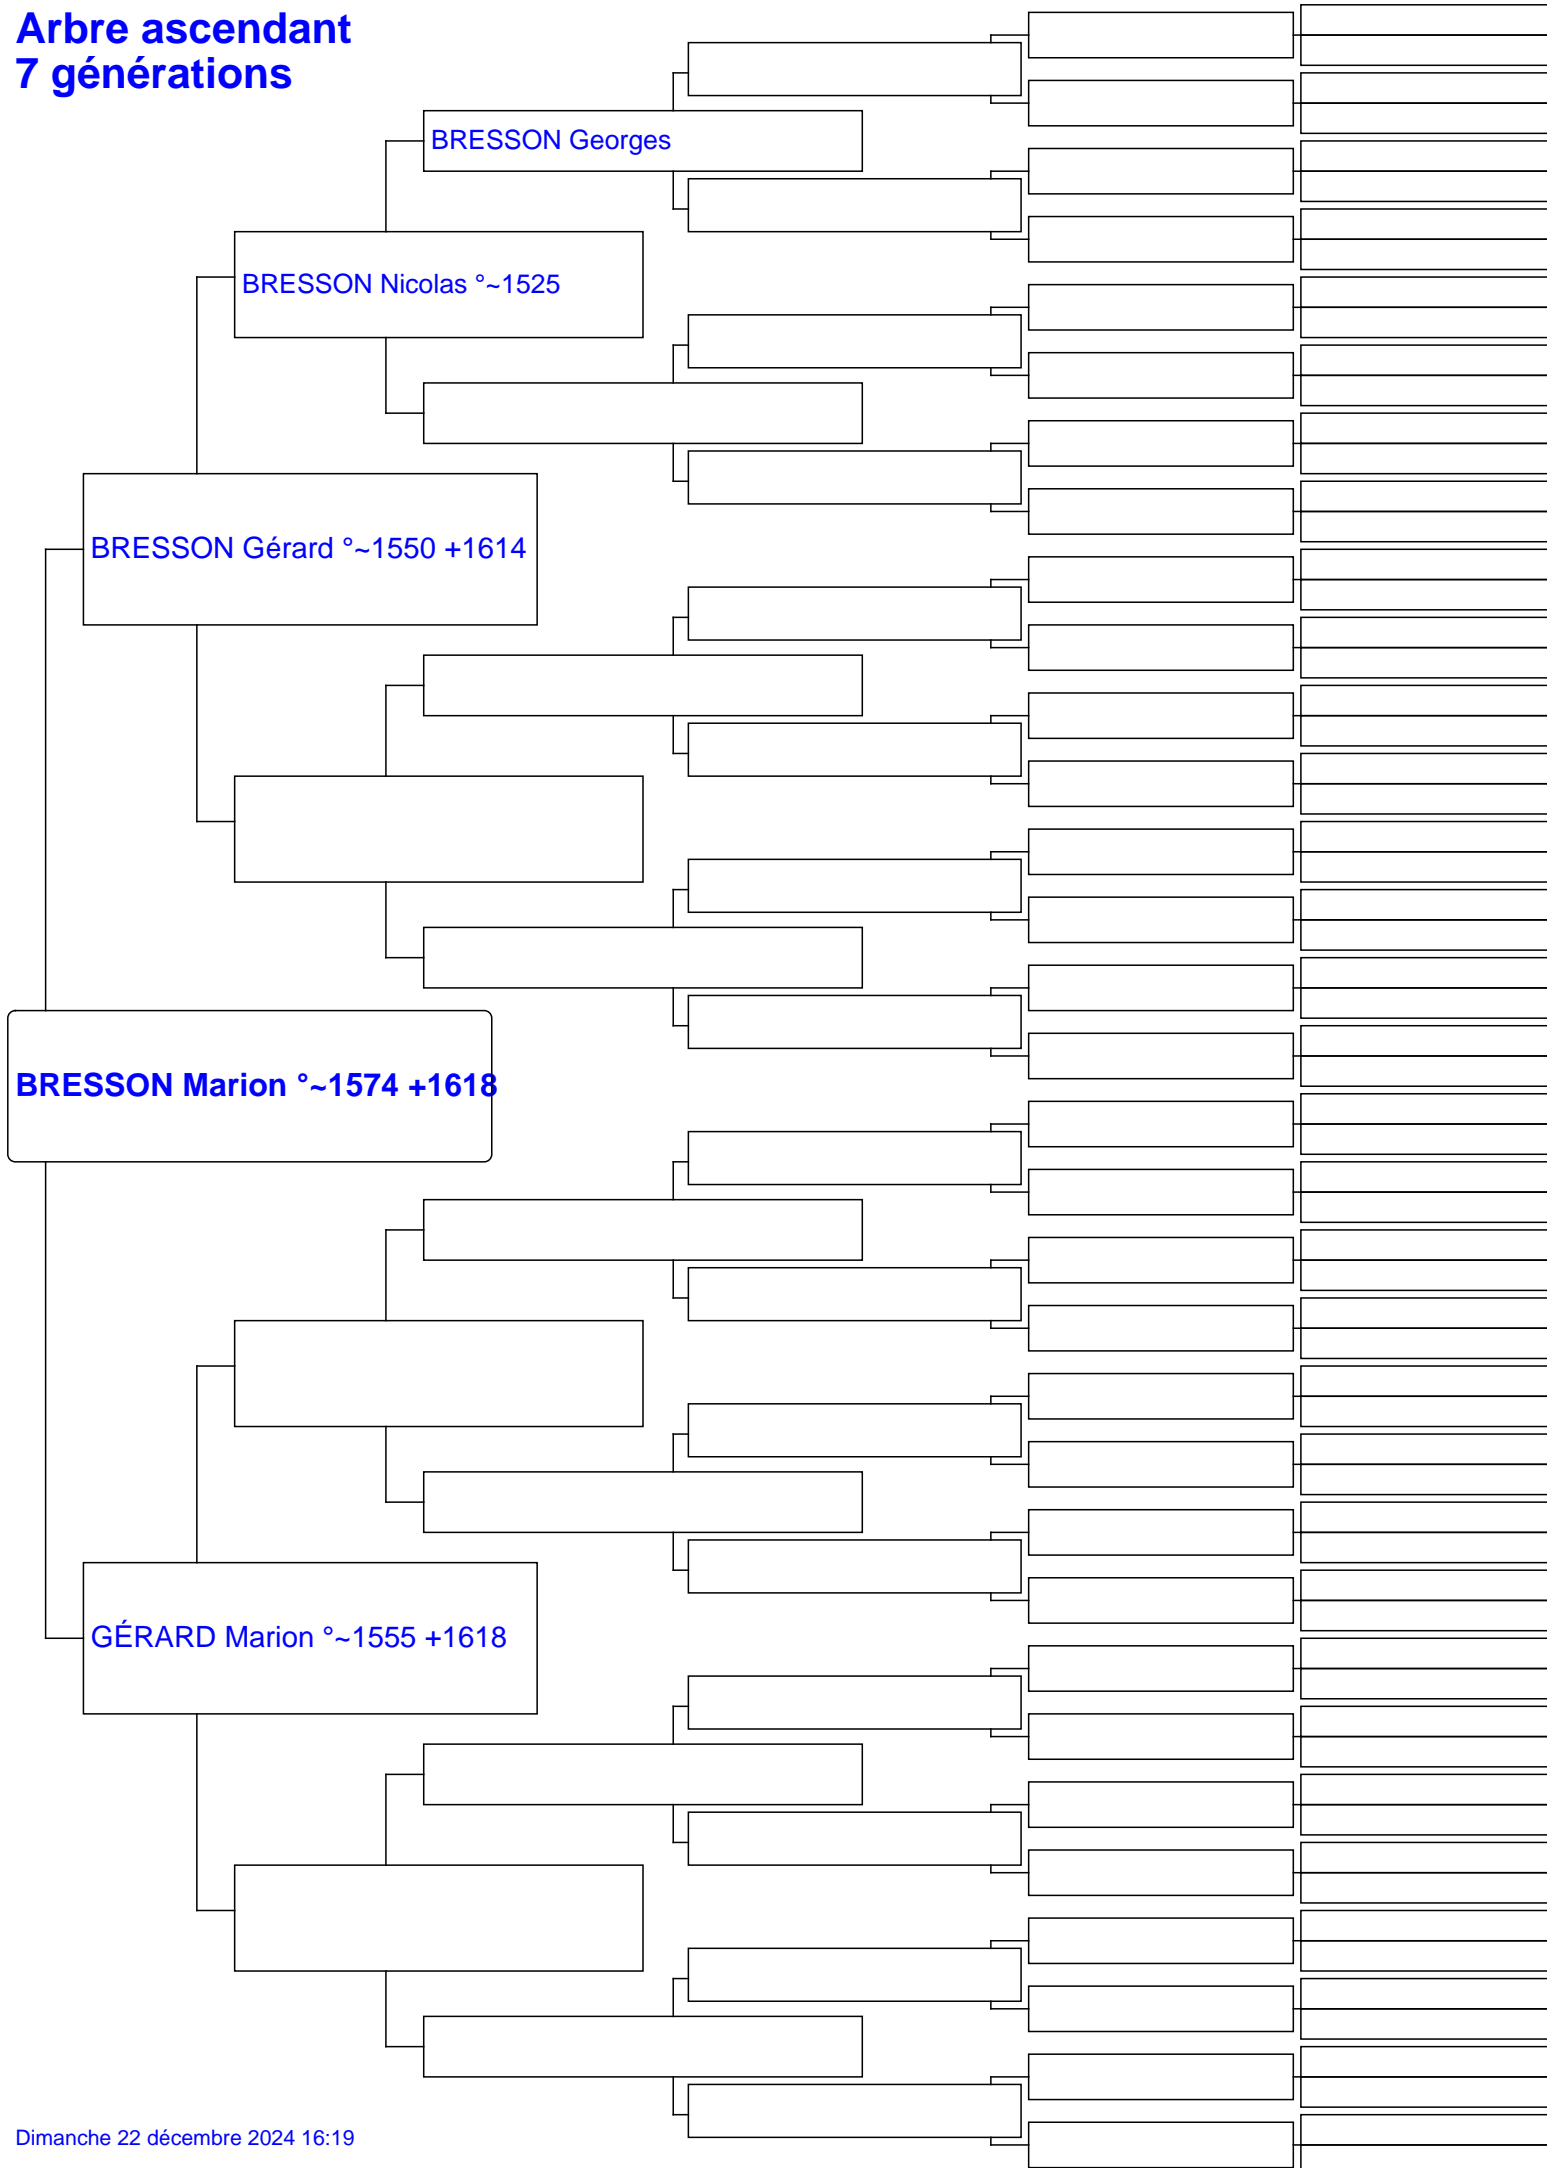 Arbre ascendant
7 générations
BRESSON Georges
BRESSON Nicolas °~1525
BRESSON Gérard °~1550 +1614
BRESSON Marion °~1574 +1618
GÉRARD Marion °~1555 +1618
Dimanche 22 décembre 2024 16:19